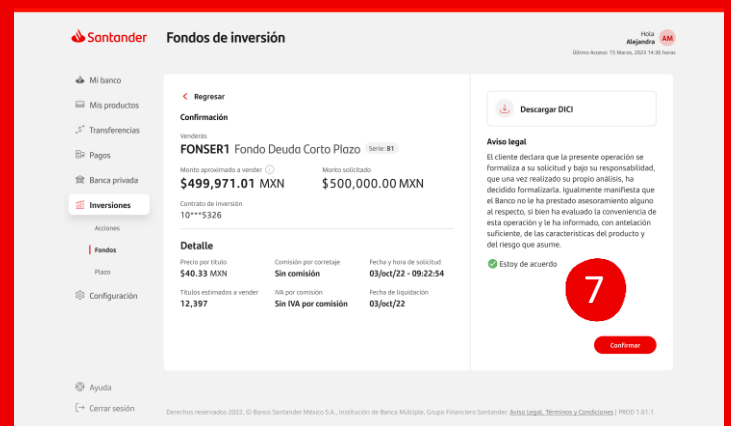 Santander
Fondos de inversión
Hola
Alejandra
AM
Último Acceso: 15 Marzo, 2023 14:30 horas
Mi banco
Mis productos
Transferencias
Pagos
Banca privada
Inversiones
Acciones
Fondos
Plazo
Configuración
Ayuda
Cerrar sesión
Regresar
Confirmación
Venderás
FONSER1 Fondo Deuda Corto Plazo Serie: B1
Monto aproximado a vender Monto solicitado
$499,971.01 MXN $500,000.00 MXN
Contrato de inversión
10***5326
Detalle
Precio por título Comisión por corretaje Fecha y hora de solicitud
$40.33 MXN Sin comisión 03/oct/22 - 09:22:54
Títulos estimados a vender IVA por comisión Fecha de liquidación
12,397 Sin IVA por comisión 03/oct/22
Descargar DICI
Aviso legal
El cliente declara que la presente operación se
formaliza a su solicitud y bajo su responsabilidad,
que una vez realizado su propio análisis, ha
decidido formalizarla. Igualmente manifiesta que
el Banco no le ha prestado asesoramiento alguno
al respecto, si bien ha evaluado la conveniencia de
esta operación y le ha informado, con antelación
suficiente, de las características del producto y
del riesgo que asume.
Estoy de acuerdo
7
Confirmar
Derechos reservados 2022, © Banco Santander México S.A., Institución de Banca Múltiple, Grupo Financiero Santander. Aviso Legal, Términos y Condiciones | PROD 1.61.1